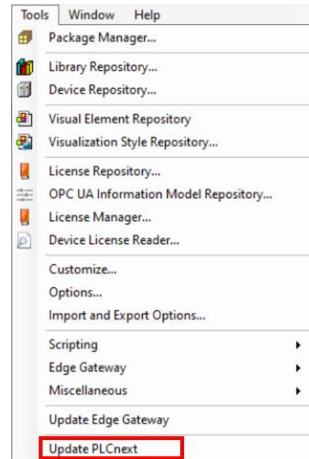 Tools Window Help
Package Manager...
Library Repository...
Device Repository...
Visual Element Repository
Visualization Style Repository...
License Repository...
OPC UA Information Model Repository...
License Manager...
Device License Reader...
Customize...
Options...
Import and Export Options...
Scripting
Edge Gateway
Miscellaneous
Update Edge Gateway
Update PLCnext